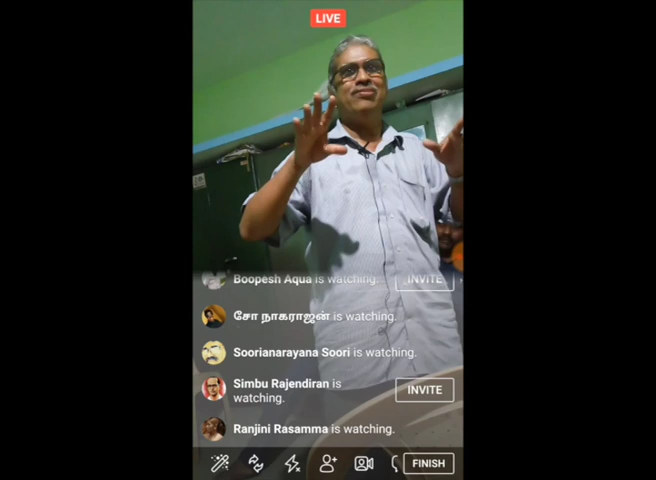 LIVE
Boopesh Aqua is watching.
INVITE
சோ நாகராஜன் is watching.
Soorianarayana Soori is watching.
Simbu Rajendiran is
watching.
INVITE
Ranjini Rasamma is watching.
FINISH